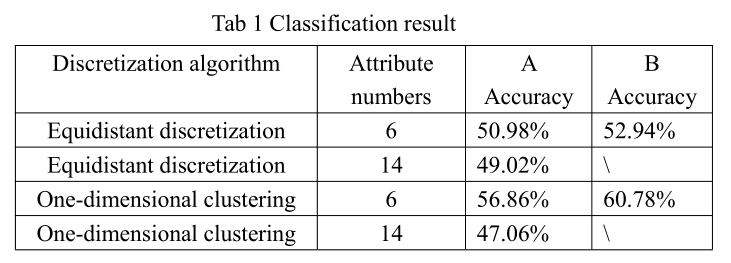 Tab 1 Classification result
Discretization algorithm Attribute numbers A Accuracy B Accuracy
Equidistant discretization 6 50.98% 52.94%
Equidistant discretization 14 49.02% \
One-dimensional clustering 6 56.86% 60.78%
One-dimensional clustering 14 47.06% \